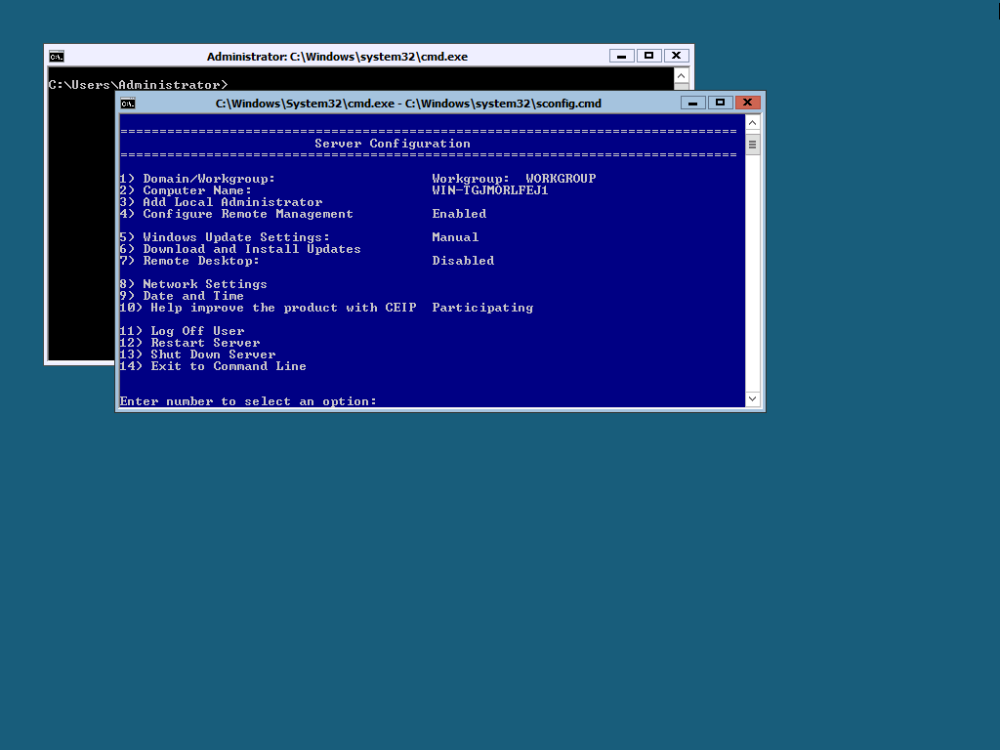 Administrator: C:\Windows\system32\cmd.exe
C:\Users\Administrator>
C:\Windows\System32\cmd.exe - C:\Windows\system32\sconfig.cmd
===============================================================================
Server Configuration
===============================================================================
1) Domain/Workgroup: Workgroup: WORKGROUP
2) Computer Name: WIN-TGJMORLFEJ1
3) Add Local Administrator
4) Configure Remote Management Enabled
5) Windows Update Settings: Manual
6) Download and Install Updates
7) Remote Desktop: Disabled
8) Network Settings
9) Date and Time
10) Help improve the product with CEIP Participating
11) Log Off User
12) Restart Server
13) Shut Down Server
14) Exit to Command Line
Enter number to select an option: